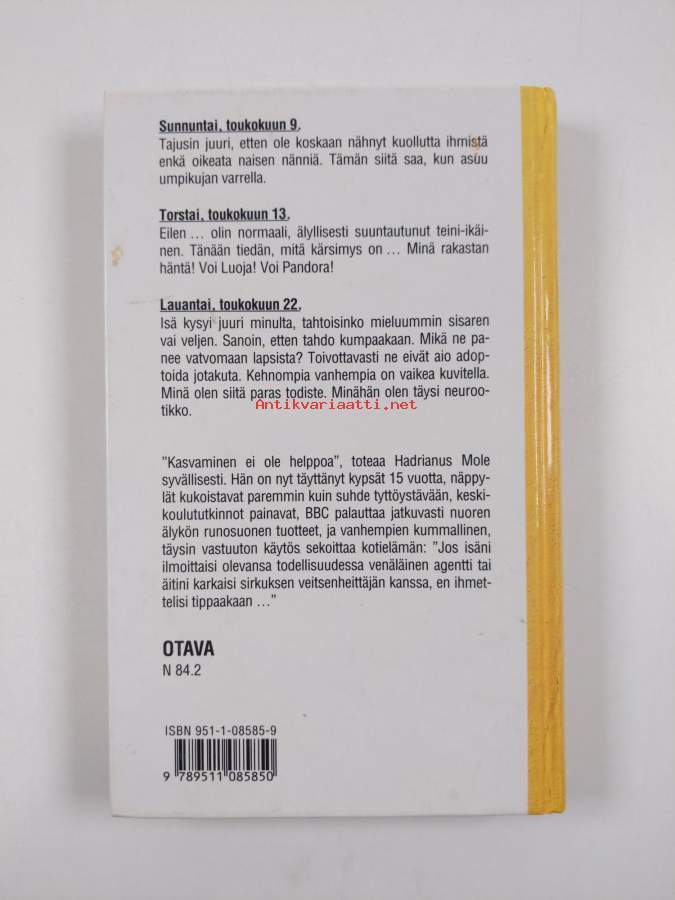 Sunnuntai, toukokuun 9.
Tajusin juuri, etten ole koskaan nähnyt kuollutta ihmistä
enkä oikeata naisen nänniä. Tämän siitä saa, kun asuu
umpikujan varrella.
Torstai, toukokuun 13.
Eilen … olin normaali, älyllisesti suuntautunut teini-ikäi-
nen. Tänään tiedän, mitä kärsimys on … Minä rakastan
häntä! Voi Luoja! Voi Pandora!
Lauantai, toukokuun 22.
Isä kysyi juuri minulta, tahtoisinko mieluummin sisaren
vai veljen. Sanoin, etten tahdo kumpaakaan. Mikä ne pa-
nee vatvomaan lapsista? Toivottavasti ne eivät aio adop-
toida jotakuta. Kehnompia vanhempia on vaikea kuvitella.
Minä olen siitä paras todiste. Minähän olen täysi neuroo-
tikko.
Antikvariaatti.net
”Kasvaminen ei ole helppoa”, toteaa Hadrianus Mole
syvällisesti. Hän on nyt täyttänyt kypsät 15 vuotta, näppy-
lät kukoistavat paremmin kuin suhde tyttöystävään, keski-
koulututkinnot painavat, BBC palauttaa jatkuvasti nuoren
älykön runosuonen tuotteet, ja vanhempien kummallinen,
täysin vastuuton käytös sekoittaa kotielämän: ”Jos isäni
ilmoittaisi olevansa todellisuudessa venäläinen agentti tai
äitini karkaisi sirkuksen veitsenheittäjän kanssa, en ihmet-
telisi tippaakaan …”
OTAVA
N 84.2
ISBN 951-1-08585-9
9 789511 085850